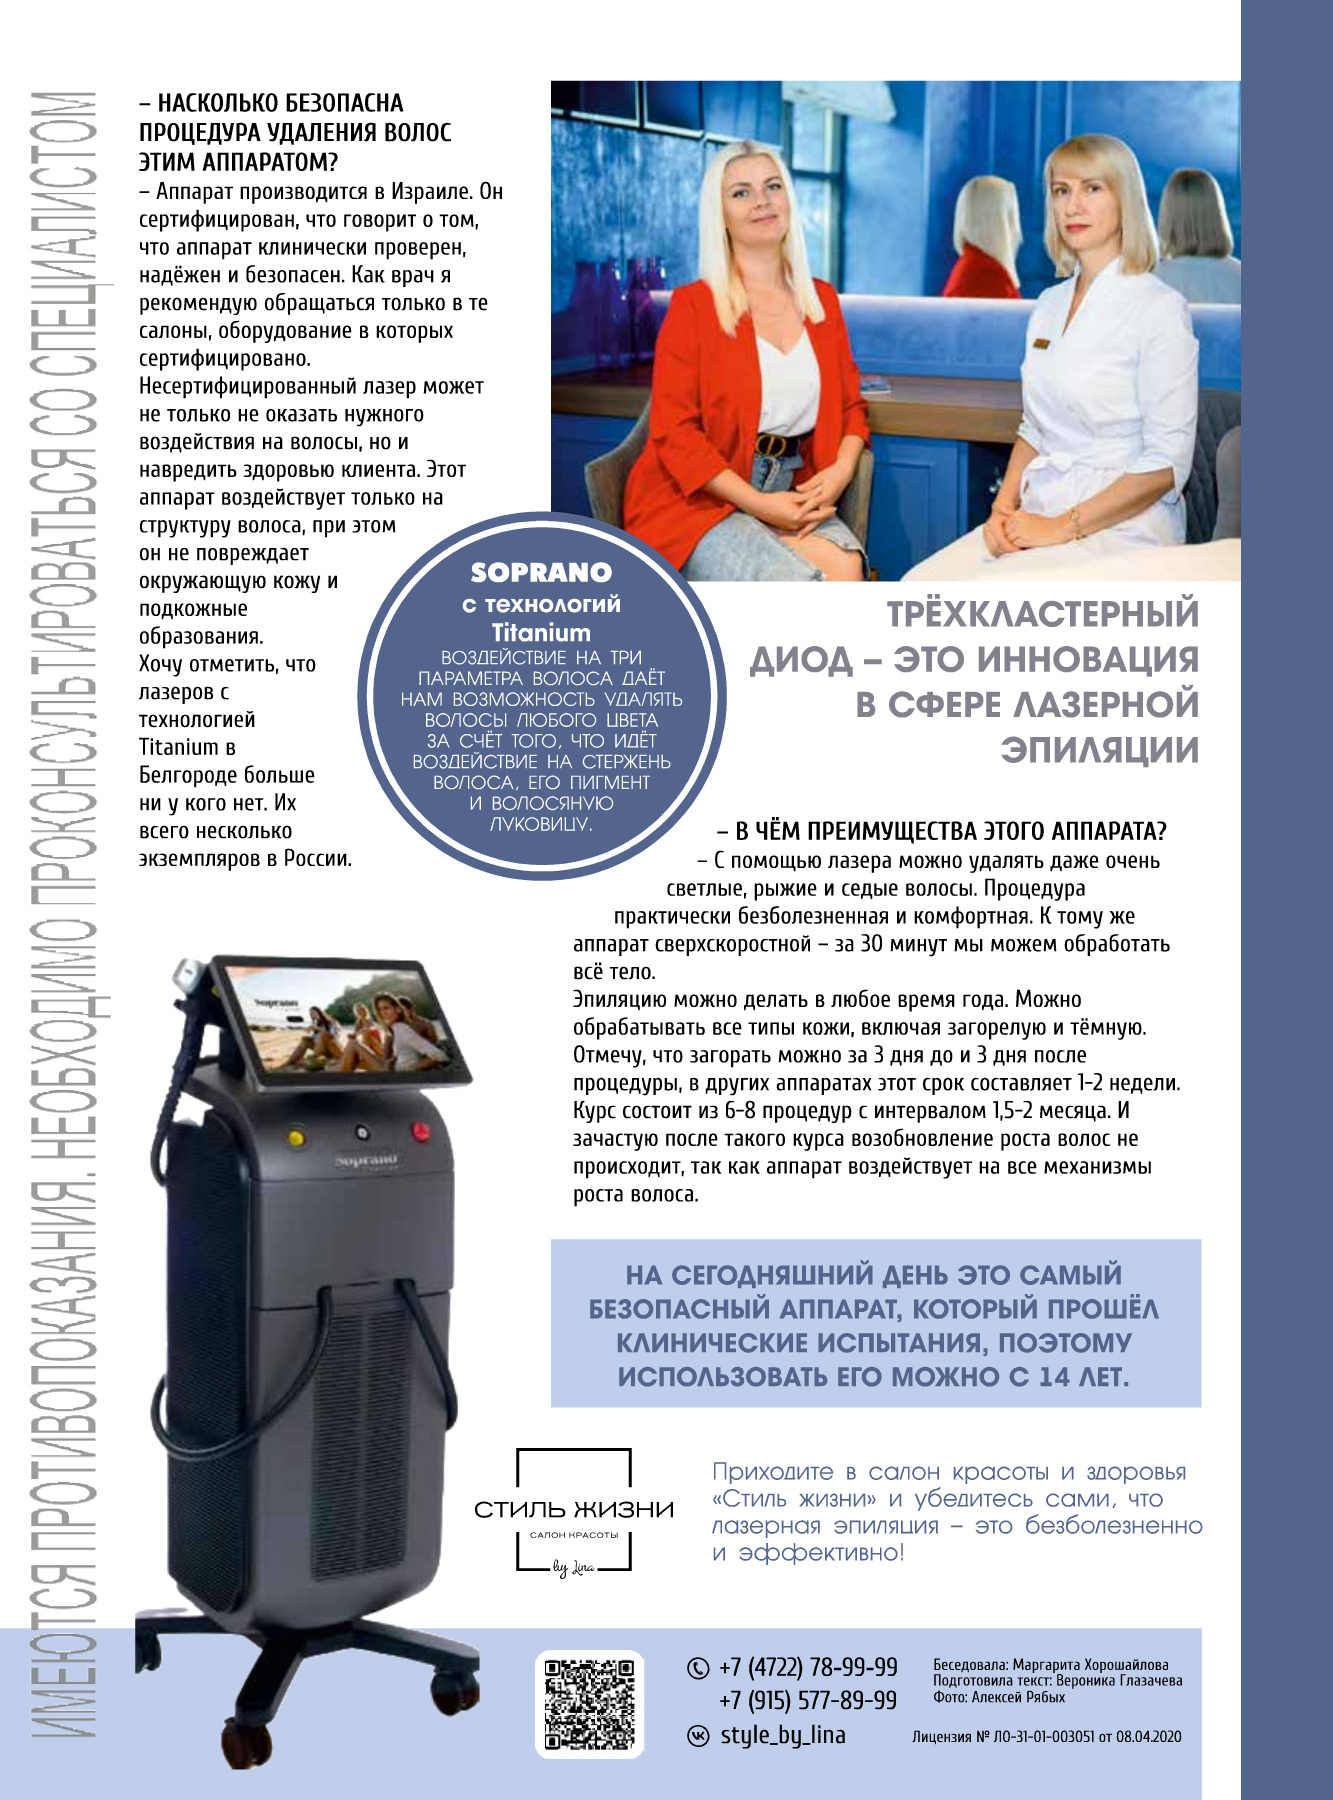 ИМЕЮТСЯ ПРОТИВОПОКАЗАНИЯ. НЕОБХОДИМО ПРОКОНСУЛЬТИРОВАТЬСЯ СО СПЕЦИАЛИСТОМ
– НАСКОЛЬКО БЕЗОПАСНА
ПРОЦЕДУРА УДАЛЕНИЯ ВОЛОС
ЭТИМ АППАРАТОМ?
– Аппарат производится в Израиле. Он
сертифицирован, что говорит о том,
что аппарат клинически проверен,
надёжен и безопасен. Как врач я
рекомендую обращаться только в те
салоны, оборудование в которых
сертифицировано.
Несертифицированный лазер может
не только не оказать нужного
воздействия на волосы, но и
навредить здоровью клиента. Этот
аппарат воздействует только на
структуру волоса, при этом
он не повреждает
окружающую кожу и
подкожные
образования.
Хочу отметить, что
лазеров с
технологией
Titanium в
Белгороде больше
ни у кого нет. Их
всего несколько
экземпляров в России.
SOPRANO
с технологий
Titanium
ВОЗДЕЙСТВИЕ НА ТРИ
ПАРАМЕТРА ВОЛОСА ДАЁТ
НАМ ВОЗМОЖНОСТЬ УДАЛЯТЬ
ВОЛОСЫ ЛЮБОГО ЦВЕТА
ЗА СЧЁТ ТОГО, ЧТО ИДЁТ
ВОЗДЕЙСТВИЕ НА СТЕРЖЕНЬ
ВОЛОСА, ЕГО ПИГМЕНТ
И ВОЛОСЯНУЮ
ЛУКОВИЦУ.
ТРЁХКЛАСТЕРНЫЙ
ДИОД – ЭТО ИННОВАЦИЯ
В СФЕРЕ ЛАЗЕРНОЙ
ЭПИЛЯЦИИ
– В ЧЁМ ПРЕИМУЩЕСТВА ЭТОГО АППАРАТА?
– С помощью лазера можно удалять даже очень
светлые, рыжие и седые волосы. Процедура
практически безболезненная и комфортная. К тому же
аппарат сверхскоростной – за 30 минут мы можем обработать
всё тело.
Эпиляцию можно делать в любое время года. Можно
обрабатывать все типы кожи, включая загорелую и тёмную.
Отмечу, что загорать можно за 3 дня до и 3 дня после
процедуры, в других аппаратах этот срок составляет 1-2 недели.
Курс состоит из 6-8 процедур с интервалом 1,5-2 месяца. И
зачастую после такого курса возобновление роста волос не
происходит, так как аппарат воздействует на все механизмы
роста волоса.
Soprano
Soprano
НА СЕГОДНЯШНИЙ ДЕНЬ ЭТО САМЫЙ
БЕЗОПАСНЫЙ АППАРАТ, КОТОРЫЙ ПРОШЁЛ
КЛИНИЧЕСКИЕ ИСПЫТАНИЯ, ПОЭТОМУ
ИСПОЛЬЗОВАТЬ ЕГО МОЖНО С 14 ЛЕТ.
СТИЛЬ ЖИЗНИ
САЛОН КРАСОТЫ
by Lina
Приходите в салон красоты и здоровья
«Стиль жизни» и убедитесь сами, что
лазерная эпиляция – это безболезненно
и эффективно!
+7 (4722) 78-99-99
+7 (915) 577-89-99
style_by_lina
Беседовала: Маргарита Хорошайлова
Подготовила текст: Вероника Глазачева
Фото: Алексей Рябых
Лицензия № ЛО-31-01-003051 от 08.04.2020